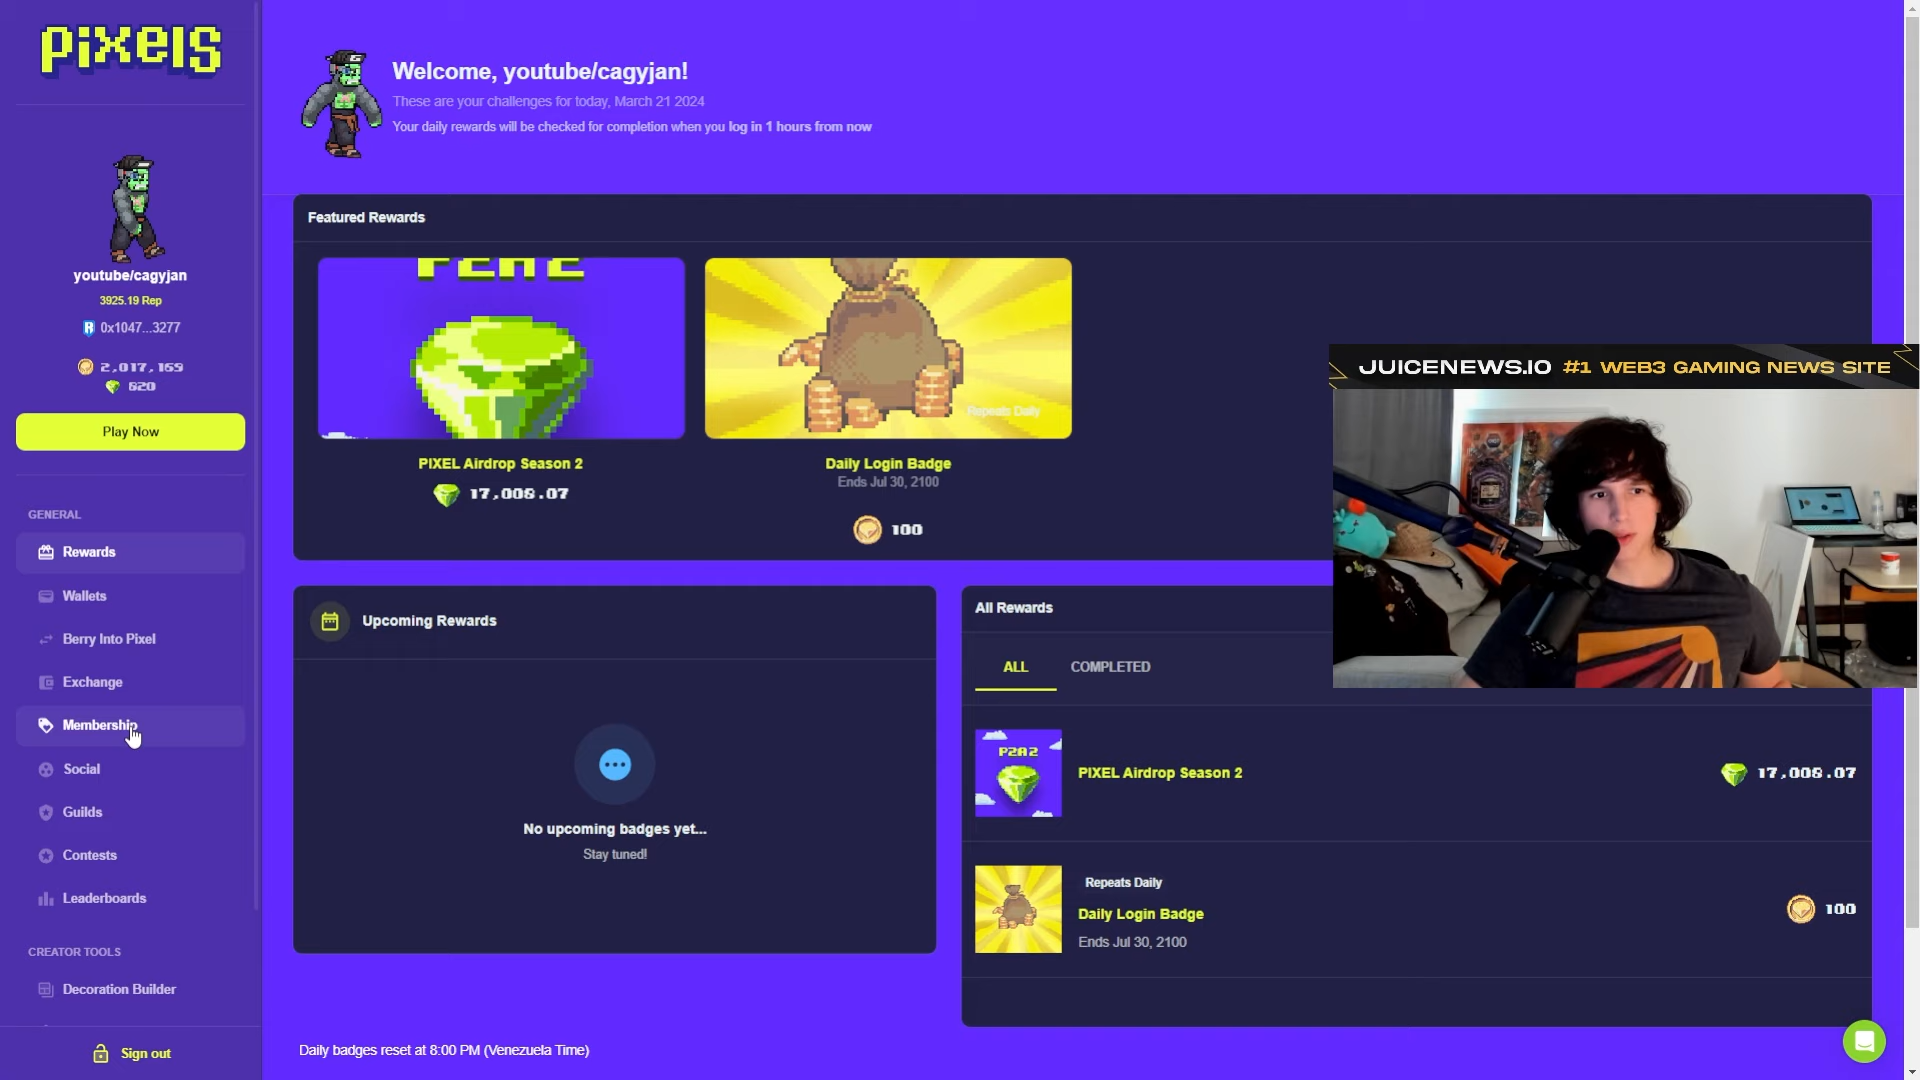 pixels
youtube/cagyjan
3925.19 Rep
0x1047...3277
2,017,169
820
Play Now
GENERAL
Rewards
Wallets
Berry Into Pixel
Exchange
Membership
Social
Guilds
Contests
Leaderboards
CREATOR TOOLS
Decoration Builder
Sign out
Welcome, youtube/cagyjan!
These are your challenges for today, March 21 2024
Your daily rewards will be checked for completion when you log in 1 hours from now
Featured Rewards
P2A 2
Repeats Daily
PIXEL Airdrop Season 2
17,008.07
Daily Login Badge
Ends Jul 30, 2100
100
JUICENEWS.IO #1 WEB3 GAMING NEWS SITE
Upcoming Rewards
No upcoming badges yet...
Stay tuned!
All Rewards
ALL
COMPLETED
P2A2
PIXEL Airdrop Season 2
17,008.07
Repeats Daily
Daily Login Badge
Ends Jul 30, 2100
100
Daily badges reset at 8:00 PM (Venezuela Time)